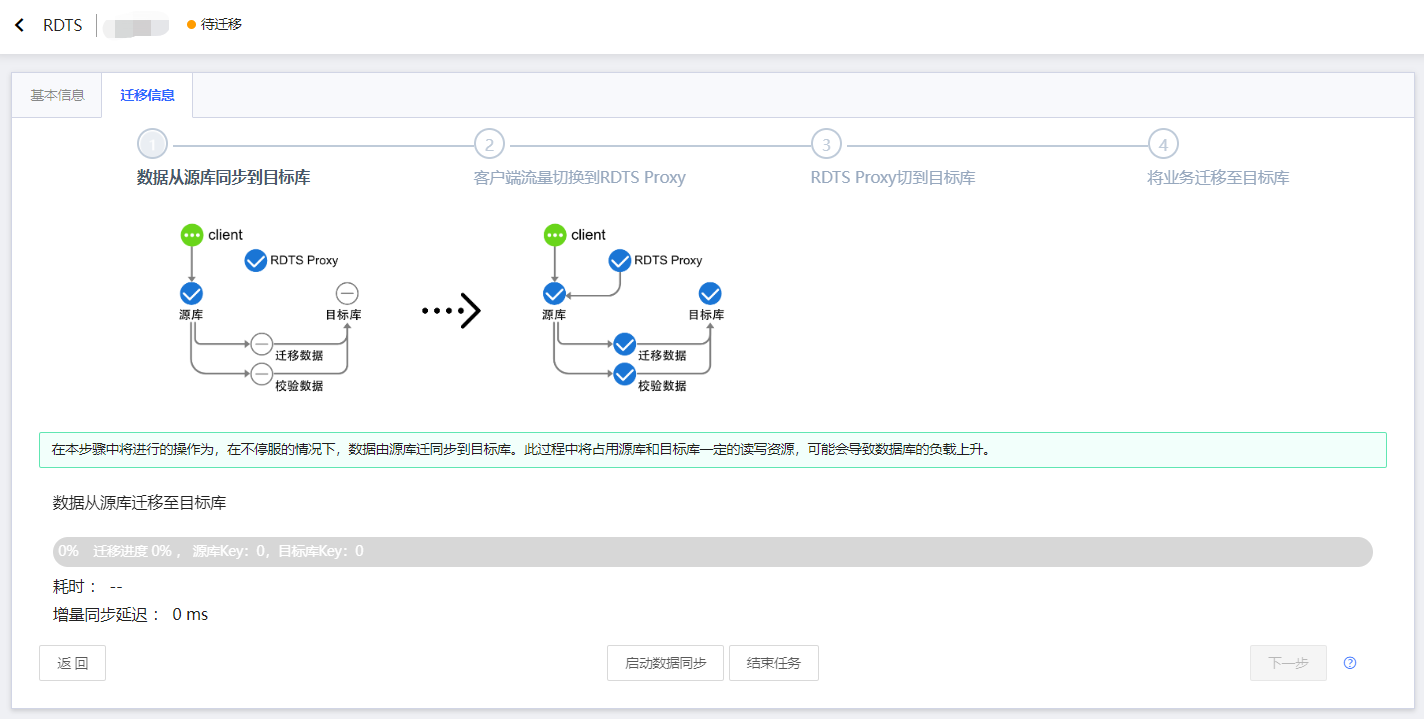 RDTS
待迁移
基本信息
迁移信息
1
2
3
4
数据从源库同步到目标库
客户端流量切换到RDTS Proxy
RDTS Proxy切到目标库
将业务迁移至目标库
client
RDTS Proxy
源库
目标库
迁移数据
校验数据
client
RDTS Proxy
源库
目标库
迁移数据
校验数据
在本步骤中将进行的操作为，在不停服的情况下，数据由源库迁同步到目标库。此过程中将占用源库和目标库一定的读写资源，可能会导致数据库的负载上升。
数据从源库迁移至目标库
0% 迁移进度 0% ， 源库Key：0，目标库Key：0
耗时 ： --
增量同步延迟 ： 0 ms
返 回
启动数据同步
结束任务
下一步